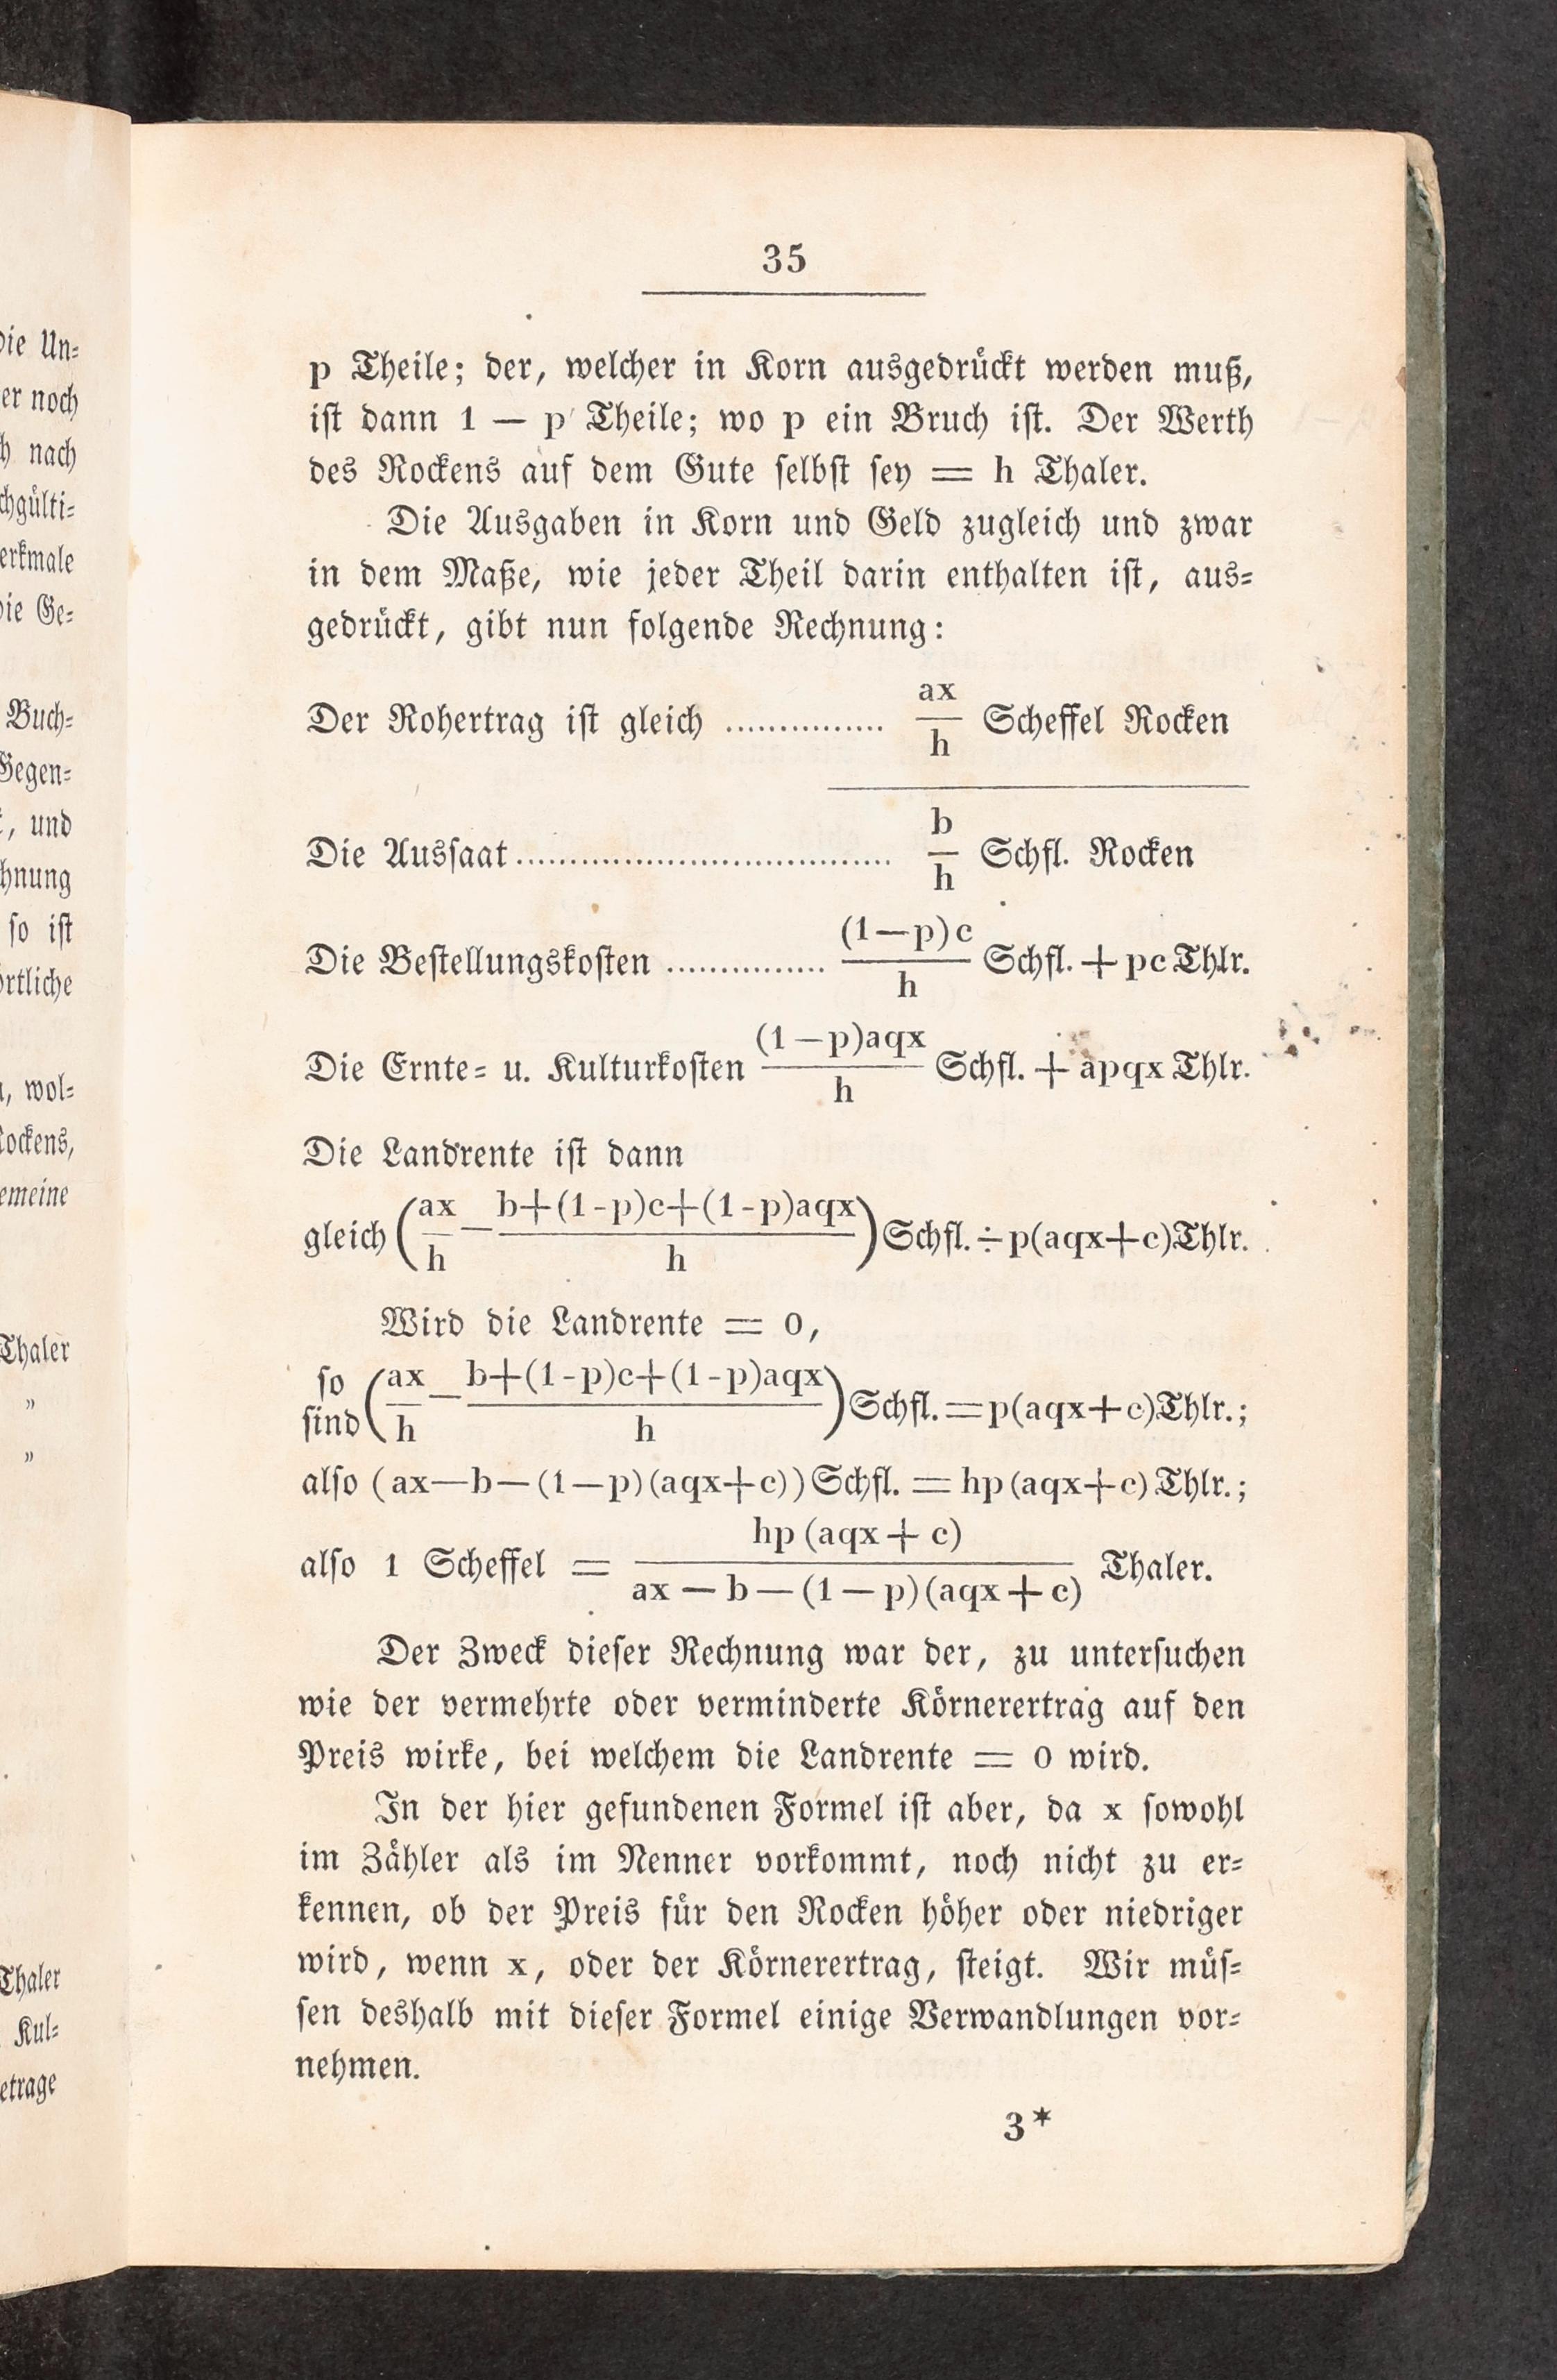 35
p Theile; der, welcher in Korn ausgedrückt werden muß,
ist dann 1 — p Theile; wo p ein Bruch ist. Der Werth
des Rockens auf dem Gute selbst sey = h Thaler.
Die Ausgaben in Korn und Geld zugleich und zwar
in dem Maße, wie jeder Theil darin enthalten ist, aus-
gedrückt, gibt nun folgende Rechnung:
Der Rohertrag ist gleich ............... ax/h Scheffel Rocken
Die Aussaat................................... b/h Schfl. Rocken
Die Bestellungskosten ............... (1—p)c/h Schfl. + pc Thlr.
Die Ernte- u. Kulturkosten (1—p)aqx/h Schfl. + apqx Thlr.
Die Landrente ist dann
gleich (ax/h — b+(1-p)c+(1-p)aqx/h) Schfl. ÷ p(aqx+c) Thlr.
Wird die Landrente = 0,
so sind (ax/h — b+(1-p)c+(1-p)aqx/h) Schfl. = p(aqx+c) Thlr.;
also (ax—b—(1—p)(aqx+c)) Schfl. = hp(aqx+c) Thlr.;
also 1 Scheffel = hp (aqx + c)/ax — b — (1 — p) (aqx + c) Thaler.
Der Zweck dieser Rechnung war der, zu untersuchen
wie der vermehrte oder verminderte Körnerertrag auf den
Preis wirke, bei welchem die Landrente = 0 wird.
In der hier gefundenen Formel ist aber, da x sowohl
im Zähler als im Nenner vorkommt, noch nicht zu er-
kennen, ob der Preis für den Rocken höher oder niedriger
wird, wenn x, oder der Körnerertrag, steigt. Wir müs-
sen deshalb mit dieser Formel einige Verwandlungen vor-
nehmen.
3*